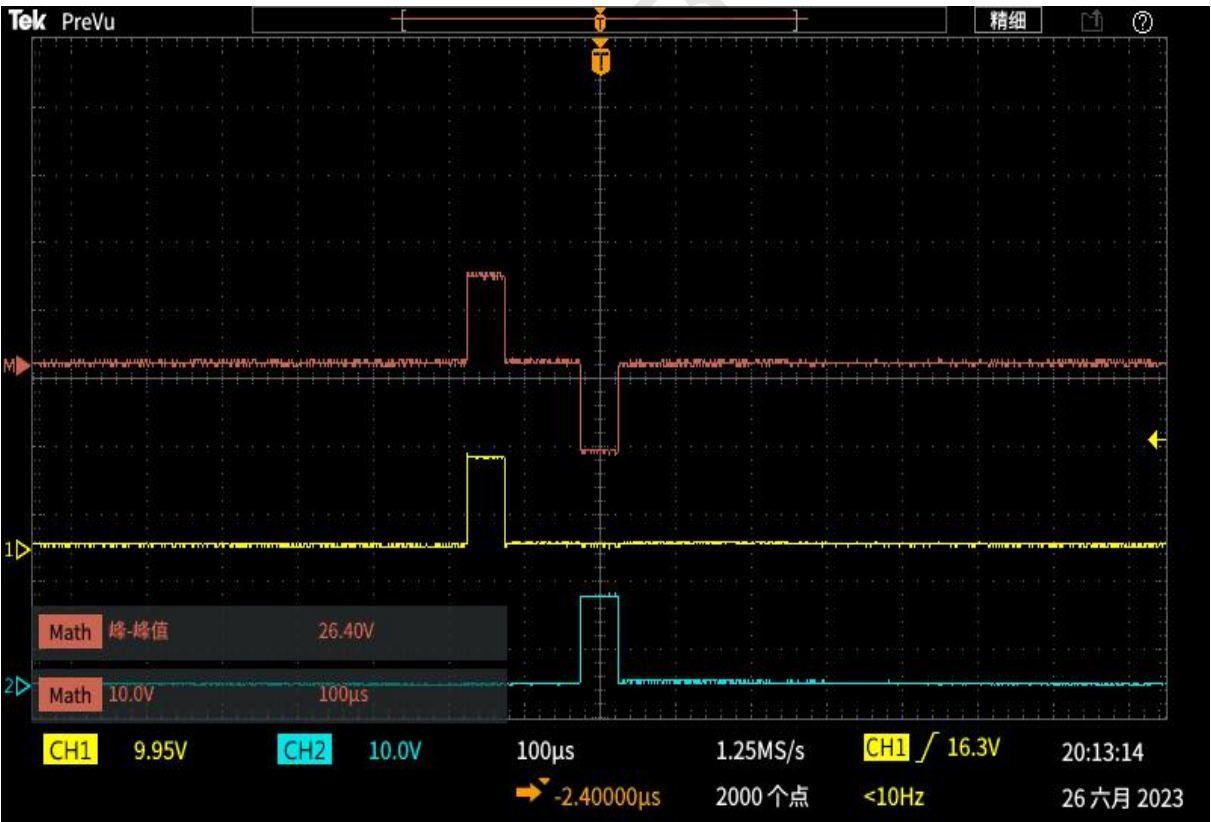 Tek PreVu [ T ] 精细
T
M
1
2
Math 峰-峰值 26.40V
Math 10.0V 100µs
CH1 9.95V CH2 10.0V 100µs 1.25MS/s CH1 16.3V 20:13:14
-2.40000µs 2000 个点 <10Hz 26 六月 2023